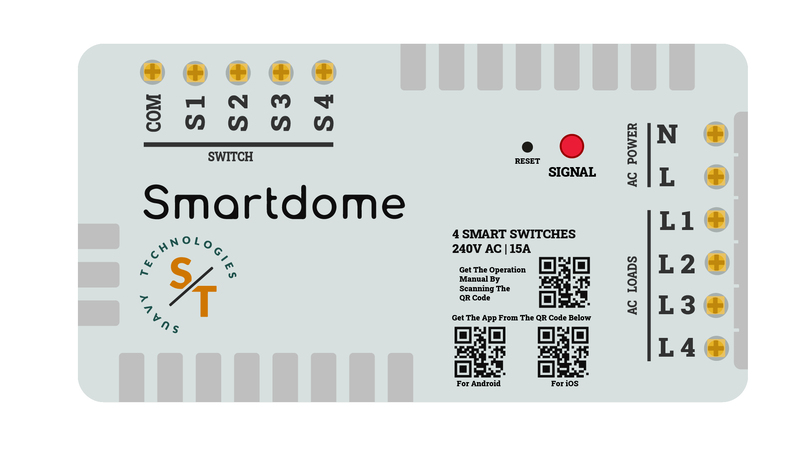 COM S1 S2 S3 S4
SWITCH
Smartdome
SUAVY TECHNOLOGIES
ST
RESET
SIGNAL
AC POWER
N
L
AC LOADS
L1
L2
L3
L4
4 SMART SWITCHES
240V AC | 15A
Get The Operation
Manual By
Scanning The
QR Code
Get The App From The QR Code Below
For Android
For iOS